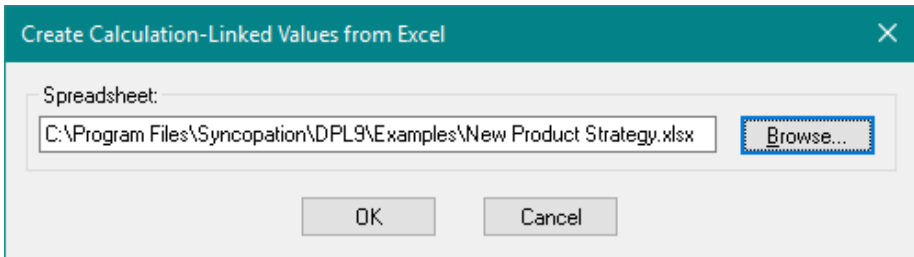 Create Calculation-Linked Values from Excel
Spreadsheet:
C:\Program Files\Syncopation\DPL9\Examples\New Product Strategy.xlsx
Browse...
OK
Cancel